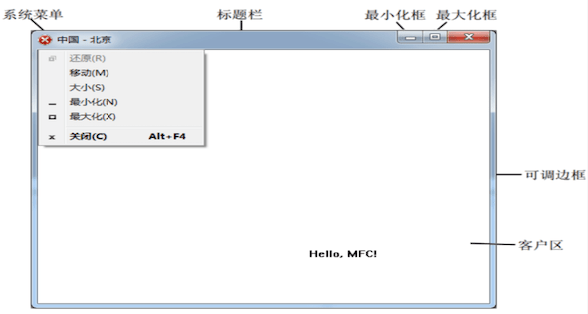 系统菜单 标题栏 最小化框 最大化框
中国 - 北京
还原(R)
移动(M)
大小(S)
最小化(N)
最大化(X)
关闭(C) Alt+F4
可调边框
客户区
Hello, MFC!